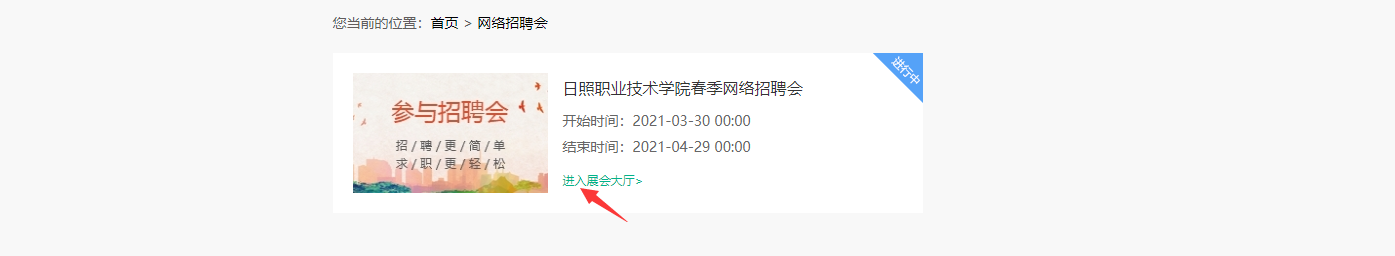 您当前的位置：首页 > 网络招聘会
进行中
参与招聘会
招 / 聘 / 更 / 简 / 单
求 / 职 / 更 / 轻 / 松
日照职业技术学院春季网络招聘会
开始时间：2021-03-30 00:00
结束时间：2021-04-29 00:00
进入展会大厅>